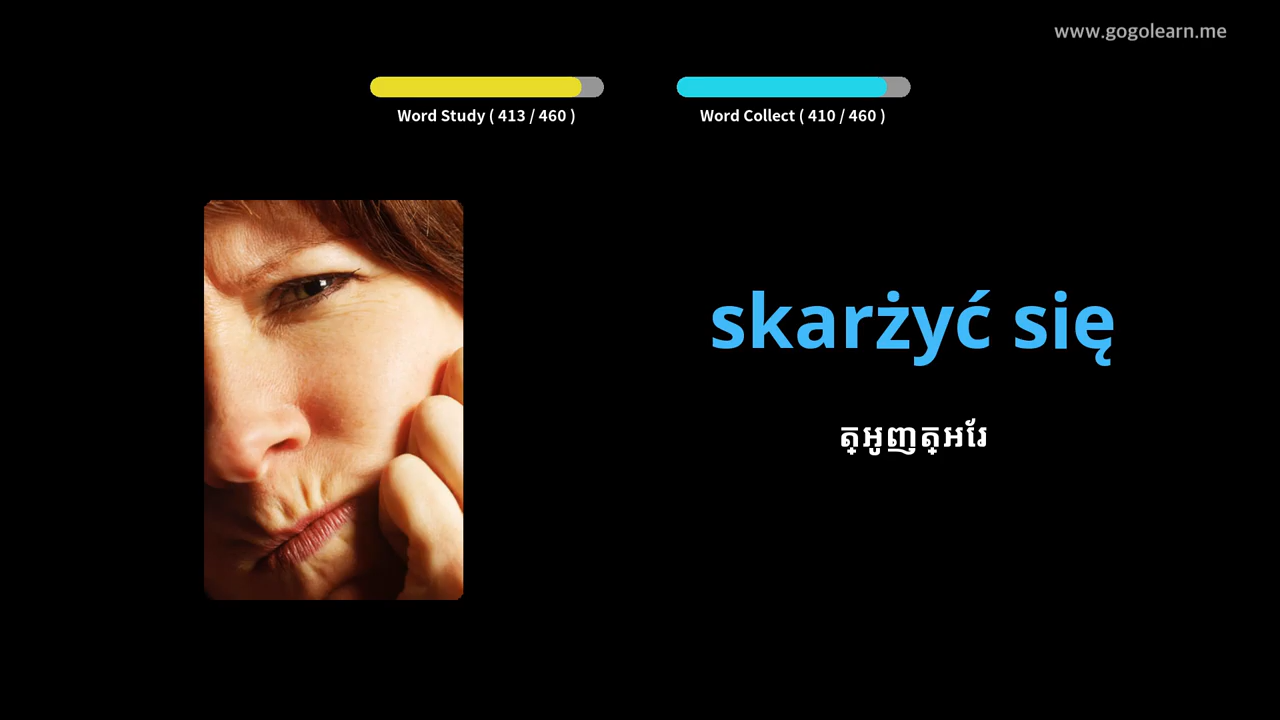 www.gogolearn.me
Word Study ( 413 / 460 )
Word Collect ( 410 / 460 )
skarżyć się
ត្អូញត្អរែ